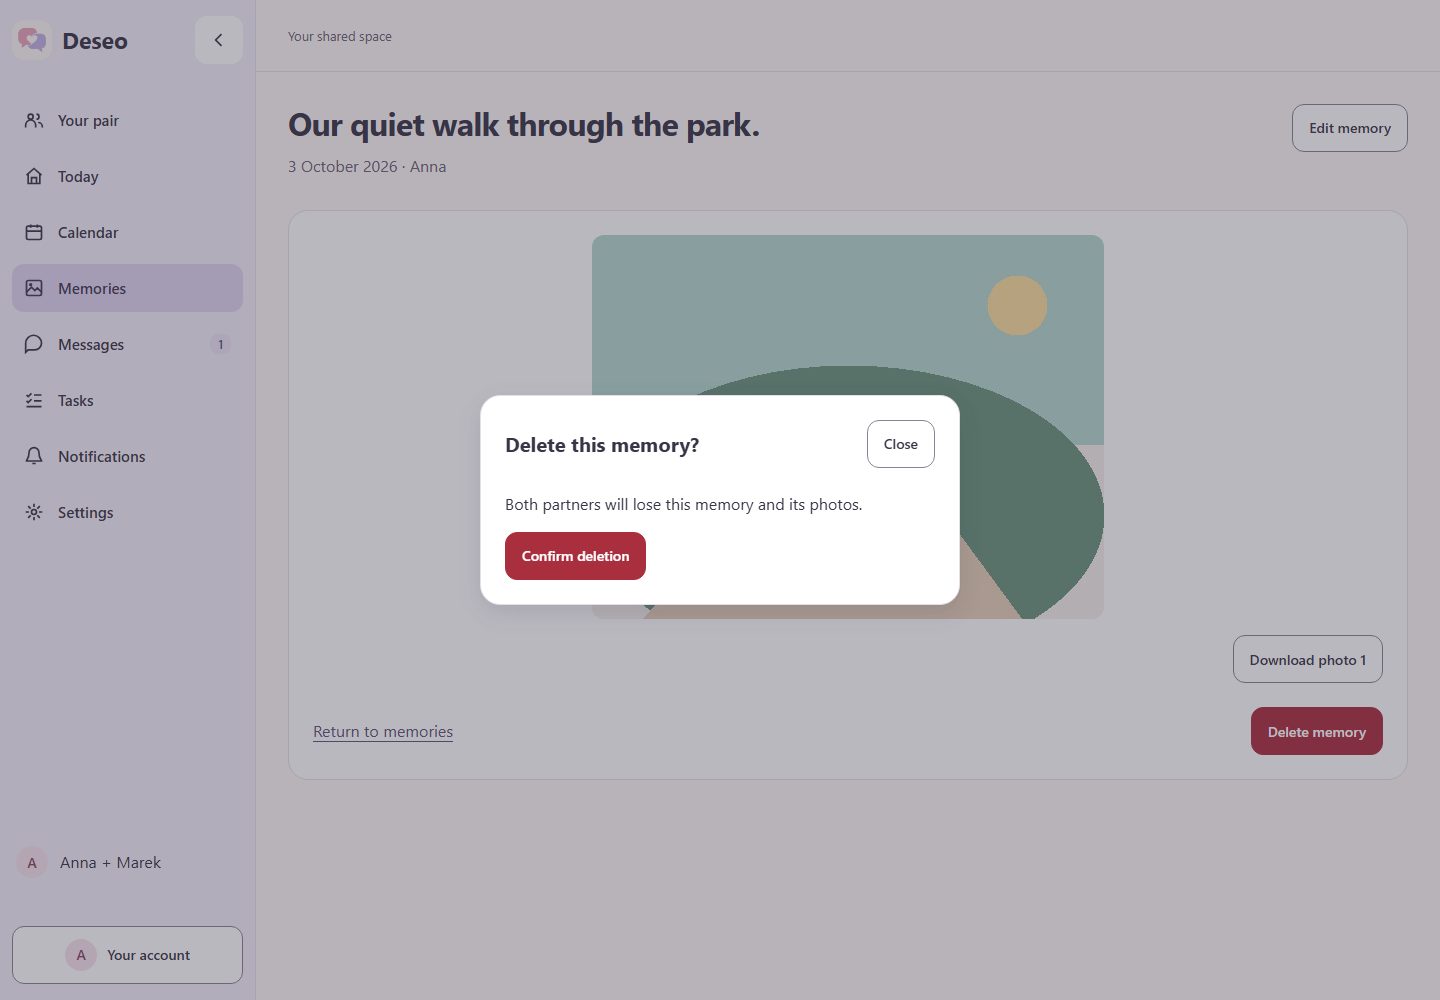 Deseo
Your pair
Today
Calendar
Memories
Messages 1
Tasks
Notifications
Settings
A Anna + Marek
A Your account
Your shared space
Our quiet walk through the park.
Edit memory
3 October 2026 · Anna
Delete this memory?
Close
Both partners will lose this memory and its photos.
Confirm deletion
Download photo 1
Return to memories
Delete memory